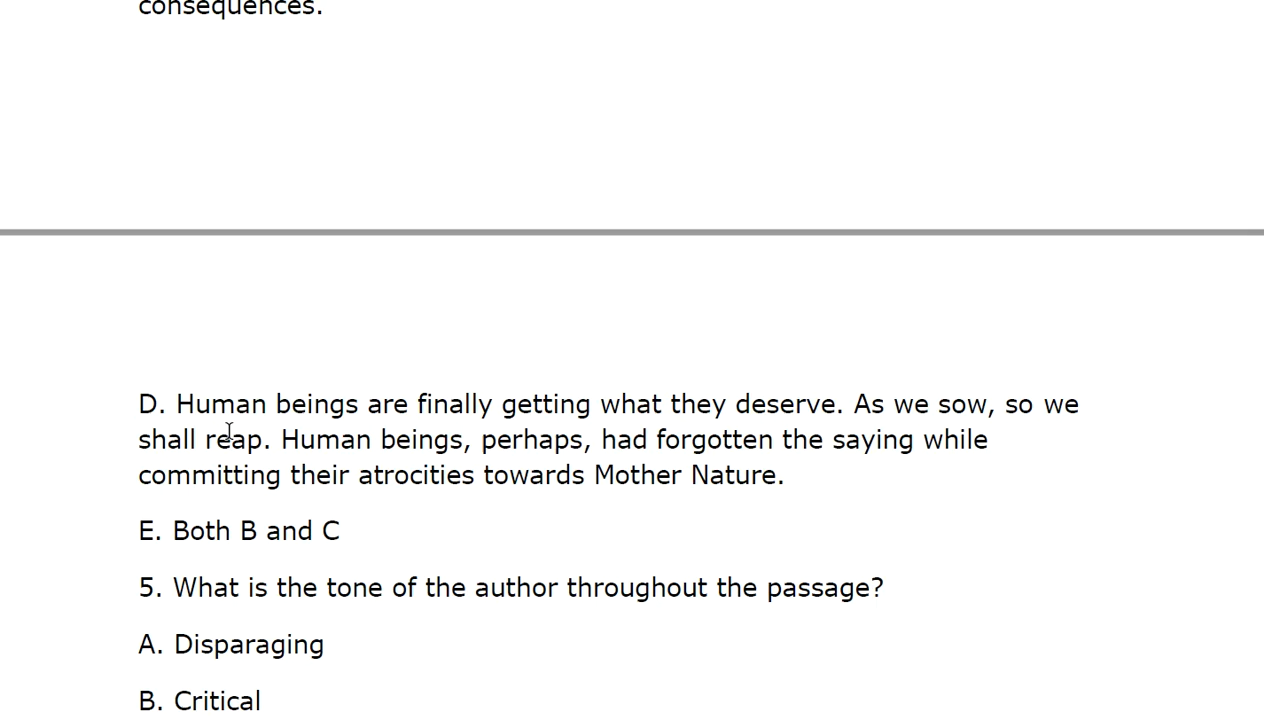 consequences.
D. Human beings are finally getting what they deserve. As we sow, so we
shall reap. Human beings, perhaps, had forgotten the saying while
committing their atrocities towards Mother Nature.
E. Both B and C
5. What is the tone of the author throughout the passage?
A. Disparaging
B. Critical